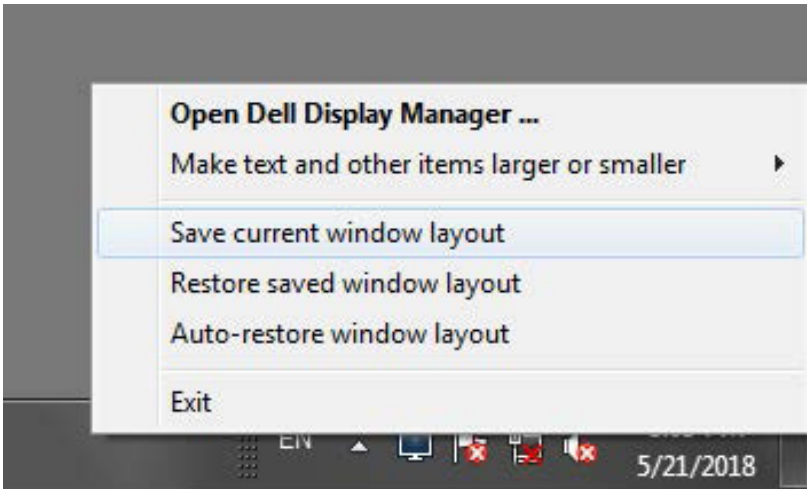 Open Dell Display Manager ...
Make text and other items larger or smaller
Save current window layout
Restore saved window layout
Auto-restore window layout
Exit
EN
5/21/2018